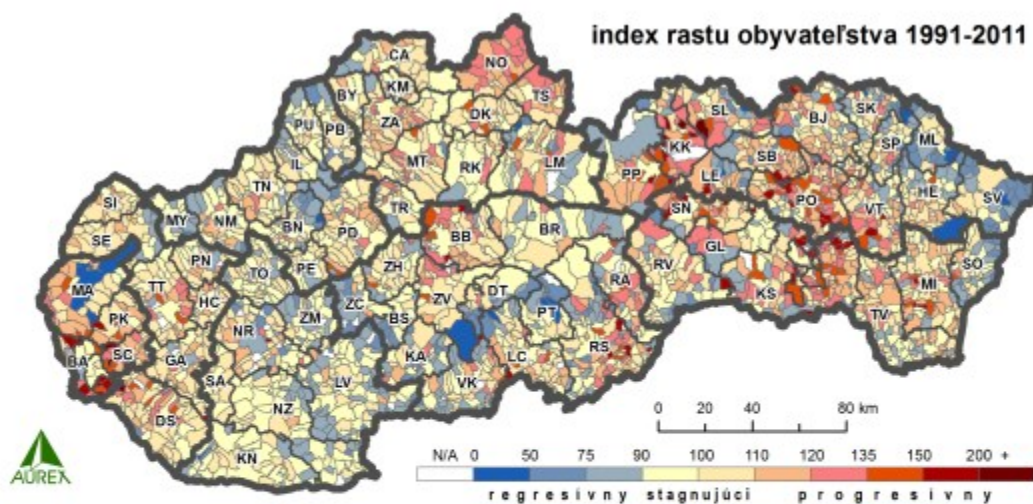 index rastu obyvateľstva 1991-2011
CA
NO
BY
KM
TS
PU
PB
ZA
DK
SL
BJ
SK
IL
MT
RK
LM
KK
SB
SP
ML
TN
PP
LE
HE
SV
SI
MY
NM
BN
TR
PO
VT
SE
PD
BB
BR
SN
GL
PN
TO
PE
ZH
RV
SO
MA
TT
ZC
RA
KS
MI
HC
ZM
BS
ZV
DT
TV
PK
NR
PT
BA
SC
GA
KA
RS
SA
LV
LC
DS
NZ
VK
KN
0 20 40 80 km
AUREX
N/A 0 50 75 90 100 110 120 135 150 200 +
regresívny stagnujúci progresívny